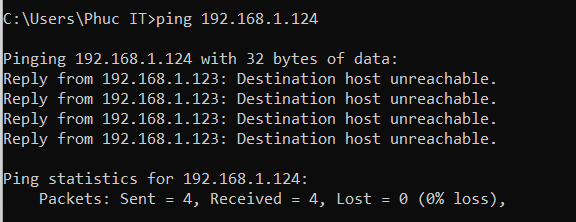 C:\Users\Phuc IT>ping 192.168.1.124
Pinging 192.168.1.124 with 32 bytes of data:
Reply from 192.168.1.123: Destination host unreachable.
Reply from 192.168.1.123: Destination host unreachable.
Reply from 192.168.1.123: Destination host unreachable.
Reply from 192.168.1.123: Destination host unreachable.
Ping statistics for 192.168.1.124:
    Packets: Sent = 4, Received = 4, Lost = 0 (0% loss),